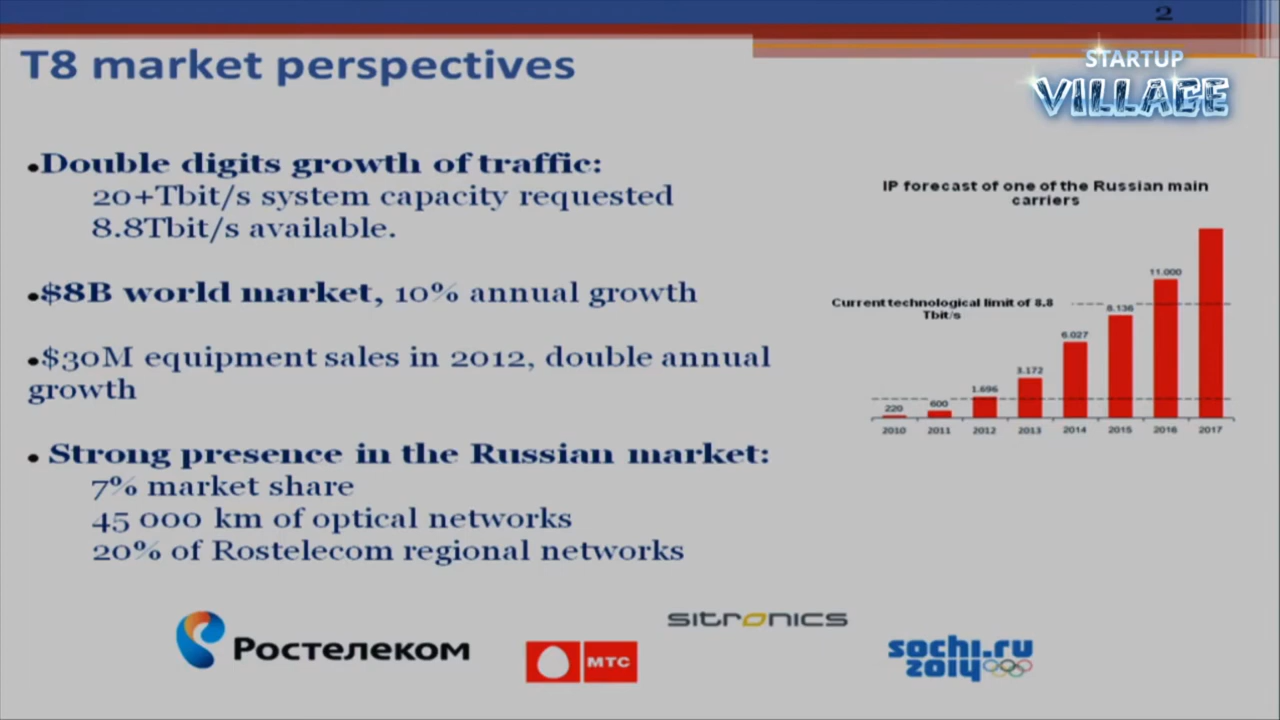 2
T8 market perspectives
STARTUP
VILLAGE
•Double digits growth of traffic:
20+Tbit/s system capacity requested
8.8Tbit/s available.
•$8B world market, 10% annual growth
•$30M equipment sales in 2012, double annual
growth
• Strong presence in the Russian market:
7% market share
45 000 km of optical networks
20% of Rostelecom regional networks
IP forecast of one of the Russian main
carriers
Current technological limit of 8.8
Tbit/s
220
600
1.696
3.172
6.027
8.136
11.000
2010 2011 2012 2013 2014 2015 2016 2017
Ростелеком
МТС
sitronics
sochi.ru
2014